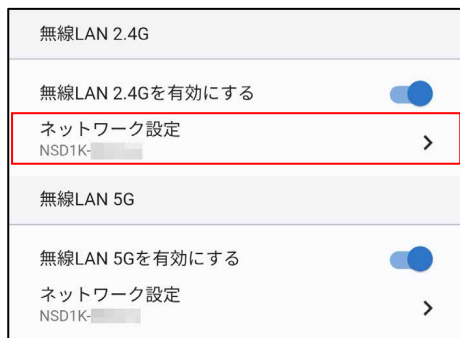 無線LAN 2.4G
無線LAN 2.4Gを有効にする
ネットワーク設定
NSD1K-
無線LAN 5G
無線LAN 5Gを有効にする
ネットワーク設定
NSD1K-